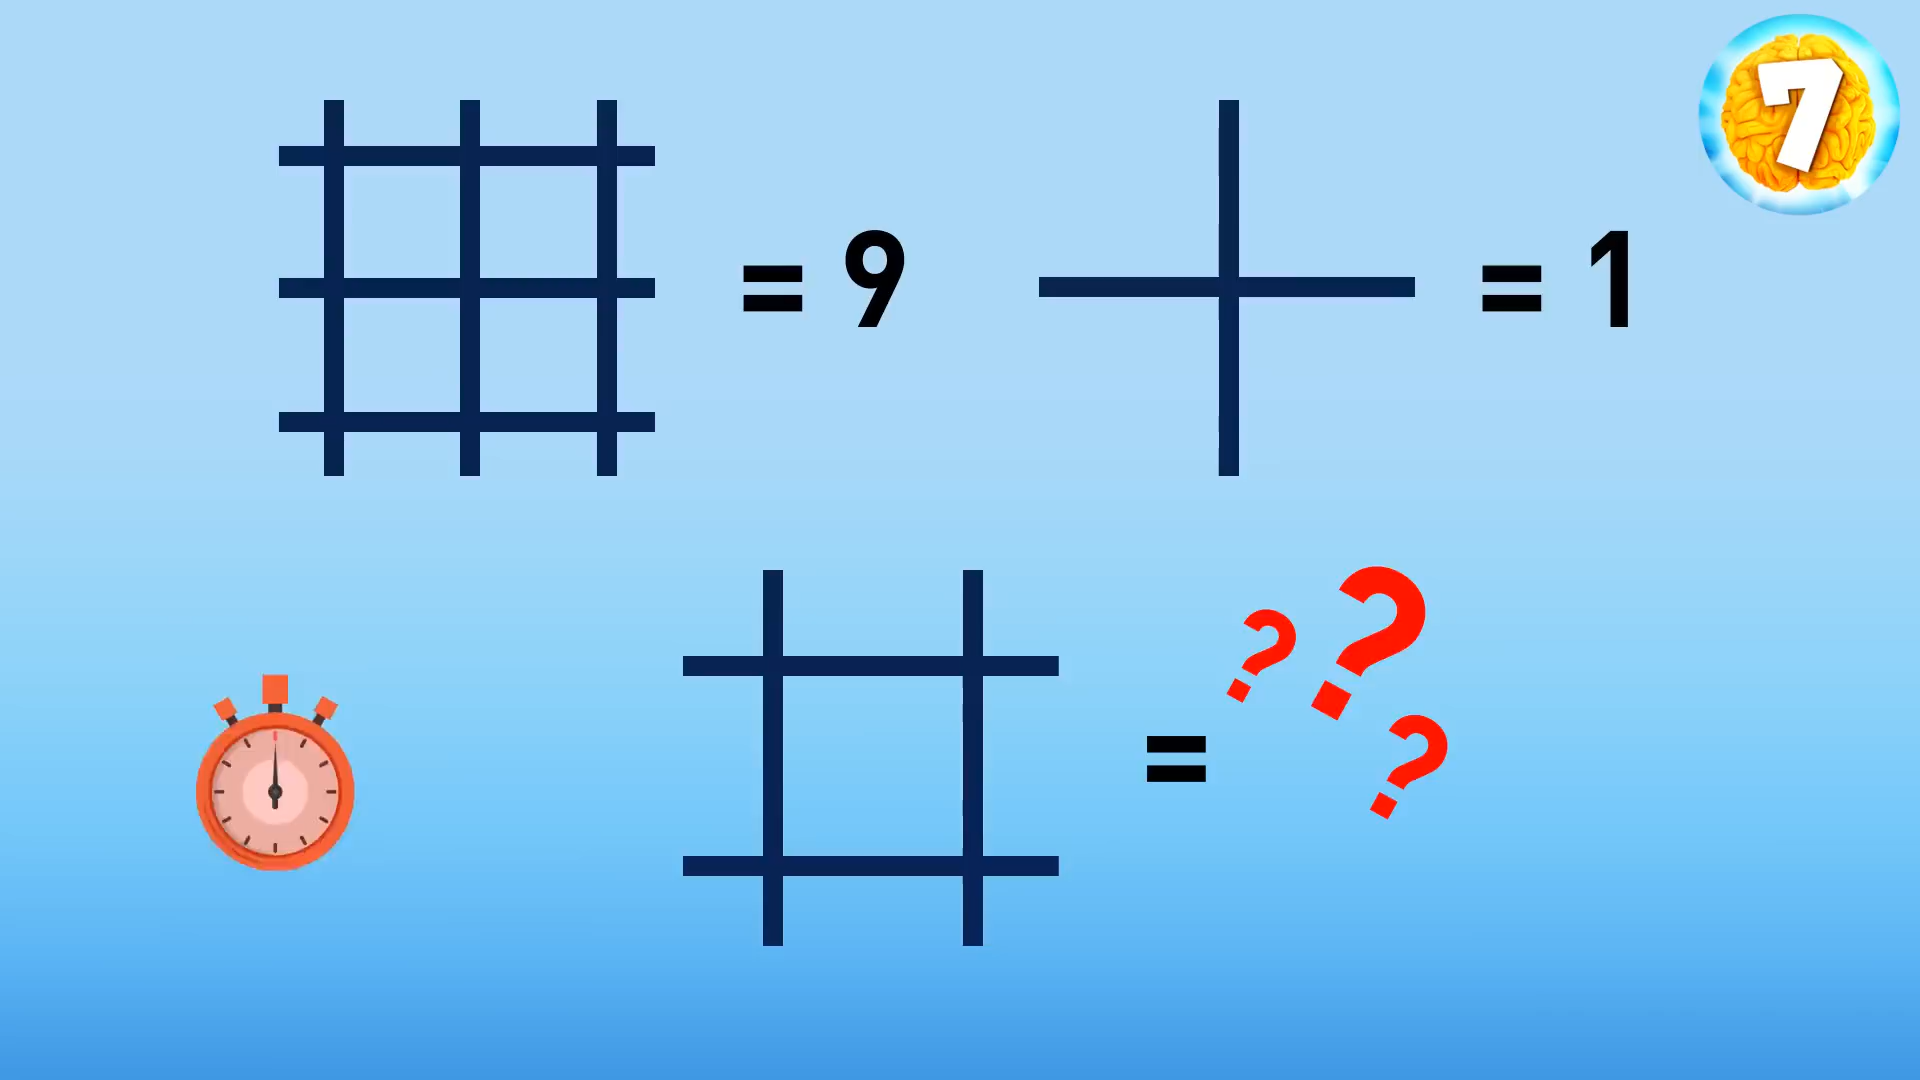 7
= 9
= 1
= ? ? ?